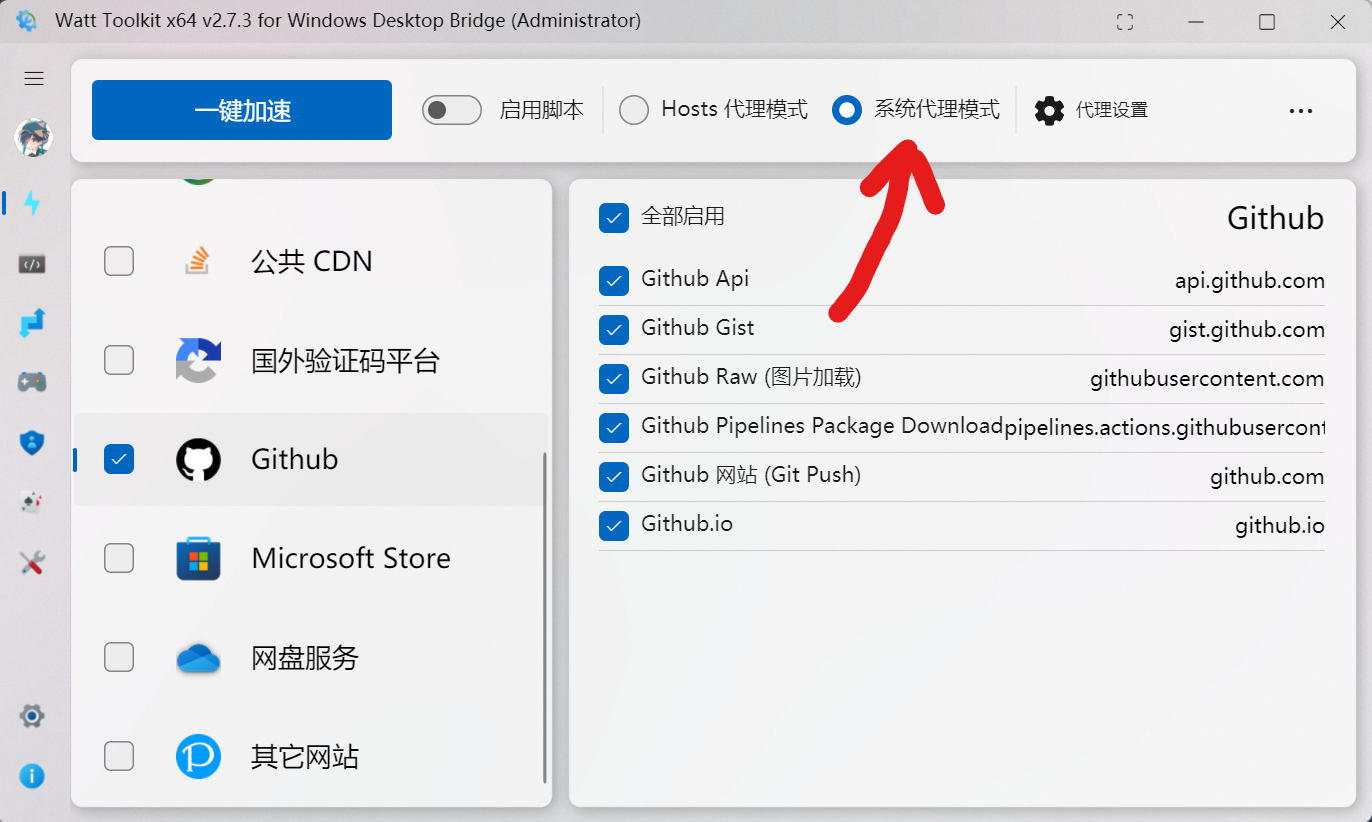 Watt Toolkit x64 v2.7.3 for Windows Desktop Bridge (Administrator)
一键加速
启用脚本
Hosts 代理模式
系统代理模式
代理设置
公共 CDN
国外验证码平台
Github
Microsoft Store
网盘服务
其它网站
全部启用
Github
Github Api
api.github.com
Github Gist
gist.github.com
Github Raw (图片加载)
githubusercontent.com
Github Pipelines Package Download
pipelines.actions.githubusercont
Github 网站 (Git Push)
github.com
Github.io
github.io